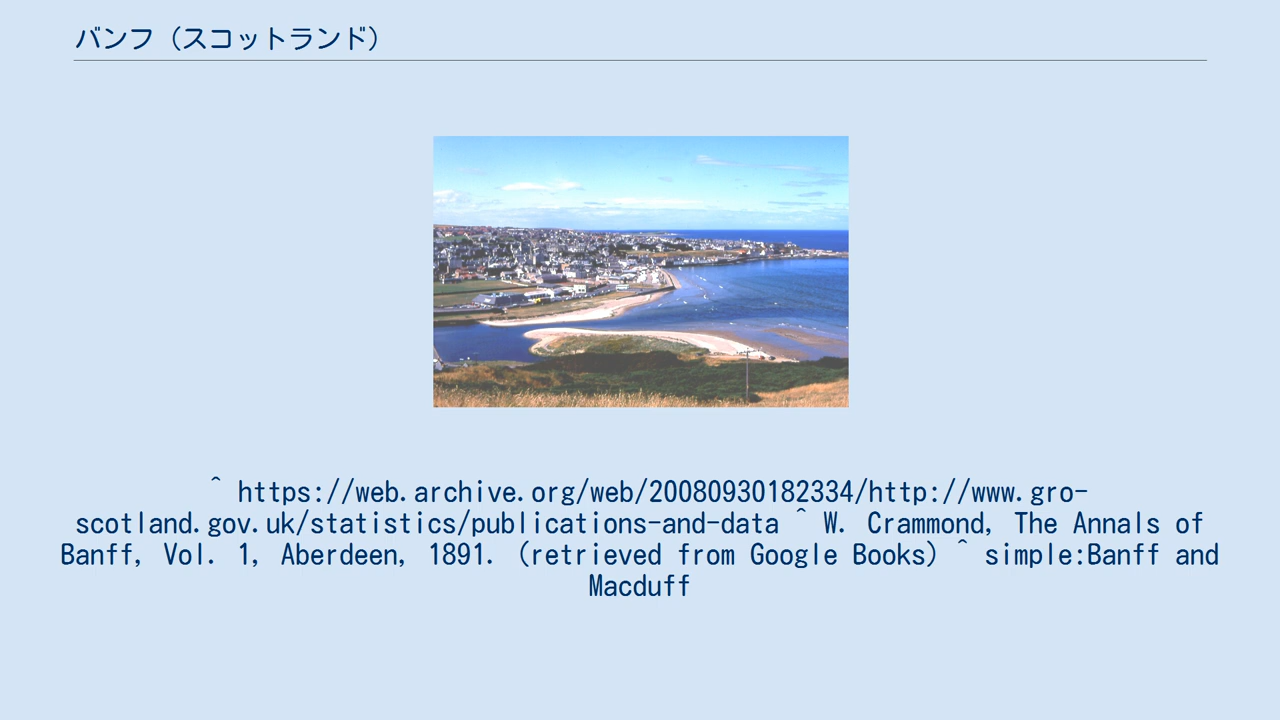 バンフ（スコットランド）
^ https://web.archive.org/web/20080930182334/http://www.gro-
scotland.gov.uk/statistics/publications-and-data ^ W. Crammond, The Annals of
Banff, Vol. 1, Aberdeen, 1891. (retrieved from Google Books) ^ simple:Banff and
Macduff